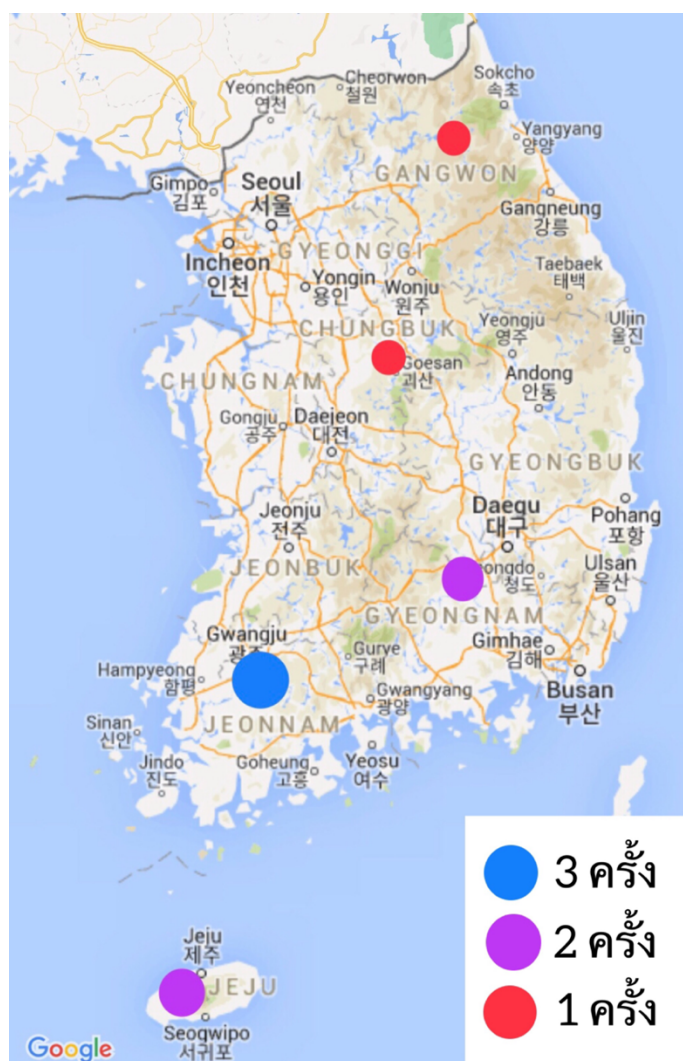 Cheorwon
철원
Sokcho
속초
Yeoncheon
연천
Yangyang
양양
GANGWON
Gimpo
김포
Seoul
서울
Gangneung
강릉
GYEONGGI
Incheon
인천
Taebaek
태백
Yongin
용인
Wonju
원주
CHUNGBUK
Yeongju
영주
Uljin
울진
Goesan
괴산
CHUNGNAM
Andong
안동
Gongju
공주
Daejeon
대전
GYEONGBUK
Daegu
대구
Pohang
포항
Jeonju
전주
Ulsan
울산
JEONBUK
eongdo
청도
GYEONGNAM
Gwangju
Gimhae
김해
Gurye
구례
Hampyeong
함평
Busan
부산
Gwangyang
광양
JEONNAM
Sinan
신안
Jindo
진도
Goheung
고흥
Yeosu
여수
3 ครั้ง
2 ครั้ง
1 ครั้ง
Jeju
제주
JEJU
Seogwipo
서귀포
Google